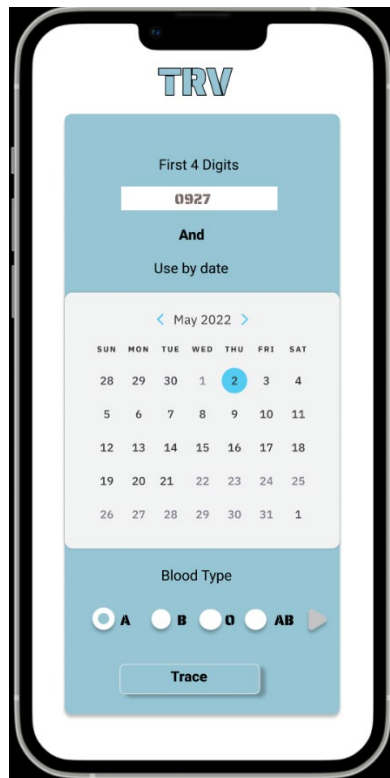 TRV
First 4 Digits
0927
And
Use by date
< May 2022 >
SUN MON TUE WED THU FRI SAT
28 29 30 1 2 3 4
5 6 7 8 9 10 11
12 13 14 15 16 17 18
19 20 21 22 23 24 25
26 27 28 29 30 31 1
Blood Type
A B O AB
Trace